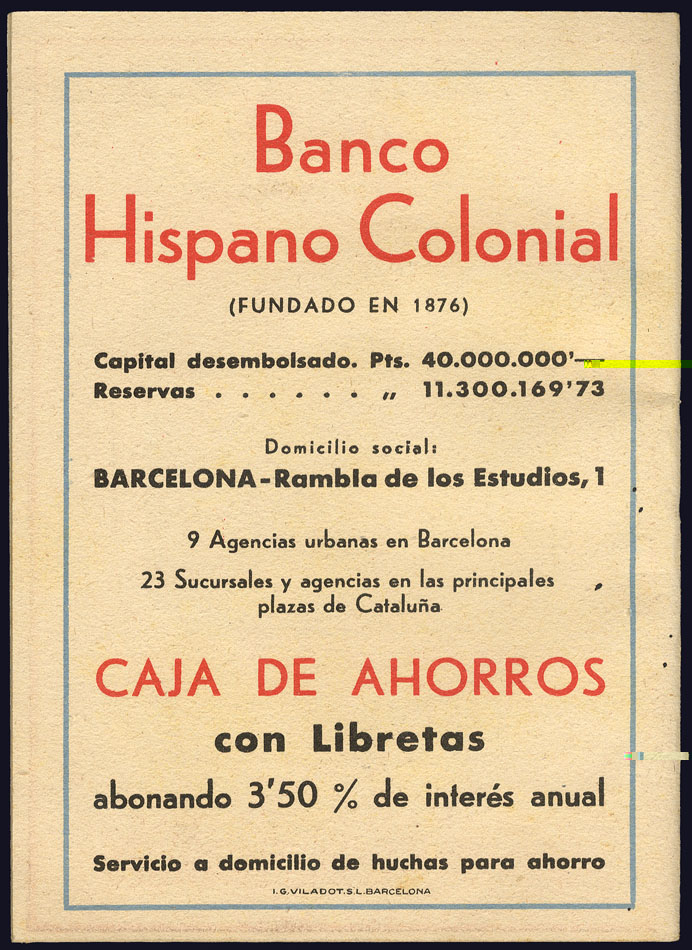 Banco
Hispano Colonial
(FUNDADO EN 1876)
Capital desembolsado. Pts. 40.000.000'—
Reservas . . . . . . „ 11.300.169'73
Domicilio social:
BARCELONA-Rambla de los Estudios, 1
9 Agencias urbanas en Barcelona
23 Sucursales y agencias en las principales
plazas de Cataluña
CAJA DE AHORROS
con Libretas
abonando 3'50 % de interés anual
Servicio a domicilio de huchas para ahorro
I.G.VILADOT.S.L.BARCELONA